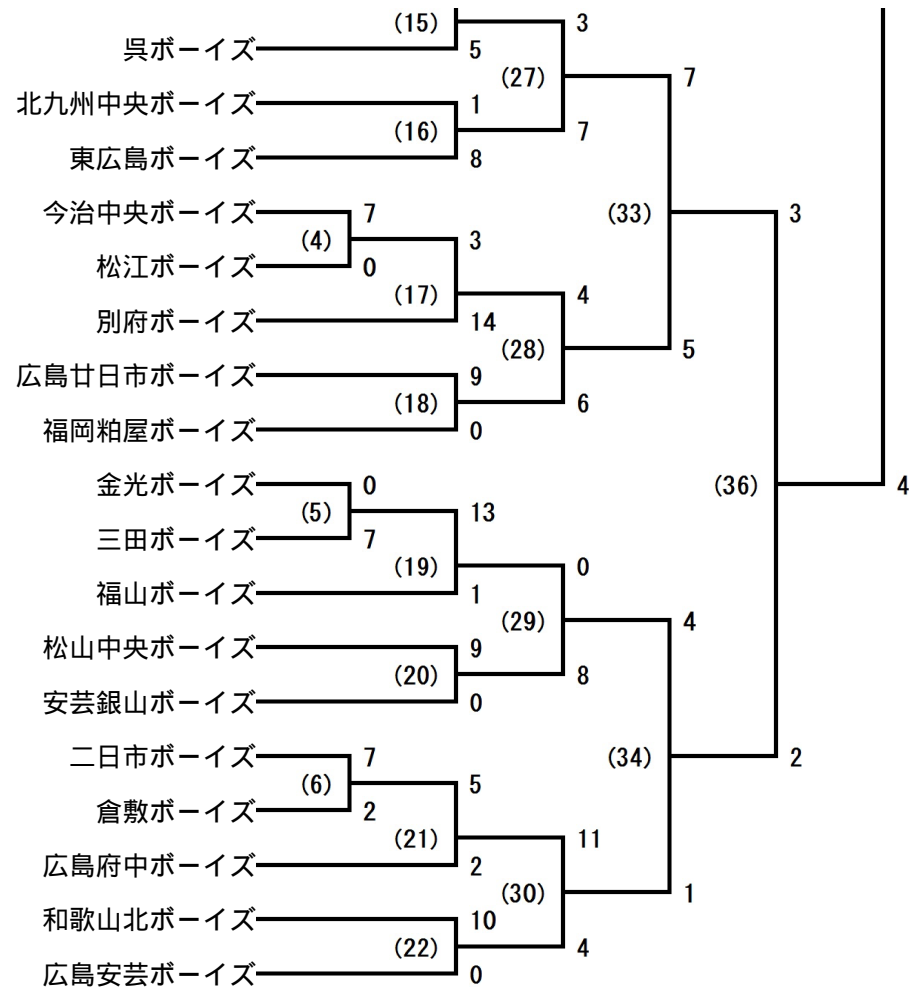 (15) 3
呉ボーイズ 5
(27) 7
北九州中央ボーイズ 1
(16) 7
東広島ボーイズ 8
今治中央ボーイズ 7
(33) 3
(4) 3
松江ボーイズ 0
(17) 4
別府ボーイズ 14
(28) 5
広島廿日市ボーイズ 9
(18) 6
福岡粕屋ボーイズ 0
金光ボーイズ 0
(36) 4
(5) 13
三田ボーイズ 7
(19) 0
福山ボーイズ 1
(29) 4
松山中央ボーイズ 9
(20) 8
安芸銀山ボーイズ 0
二日市ボーイズ 7
(34) 2
(6) 5
倉敷ボーイズ 2
(21) 11
広島府中ボーイズ 2
(30) 1
和歌山北ボーイズ 10
(22) 4
広島安芸ボーイズ 0